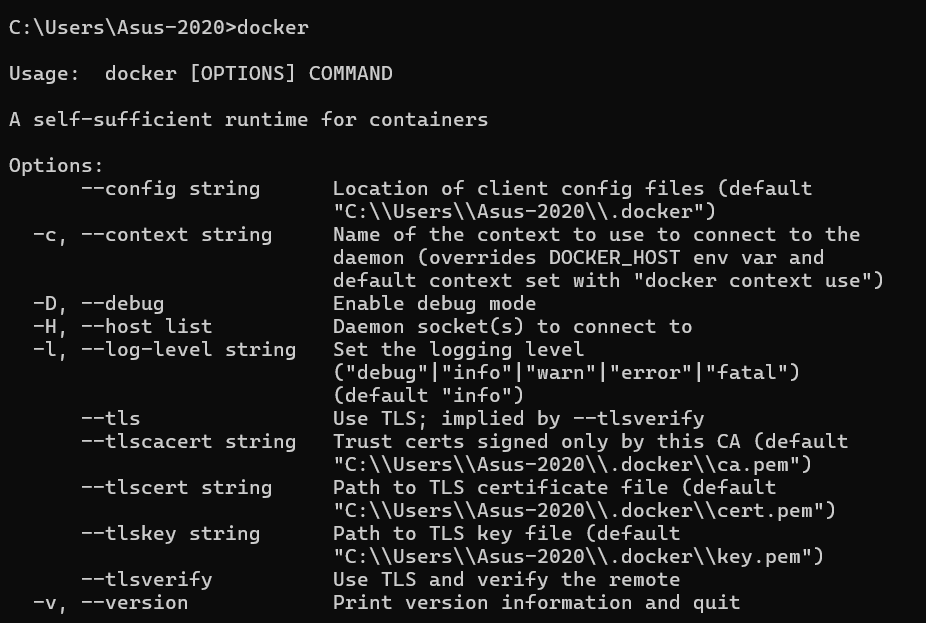 C:\Users\Asus-2020>docker
Usage:  docker [OPTIONS] COMMAND
A self-sufficient runtime for containers
Options:
      --config string      Location of client config files (default
                           "C:\\Users\\Asus-2020\\.docker")
  -c, --context string     Name of the context to use to connect to the
                           daemon (overrides DOCKER_HOST env var and
                           default context set with "docker context use")
  -D, --debug              Enable debug mode
  -H, --host list          Daemon socket(s) to connect to
  -l, --log-level string   Set the logging level
                           ("debug"|"info"|"warn"|"error"|"fatal")
                           (default "info")
      --tls                Use TLS; implied by --tlsverify
      --tlscacert string   Trust certs signed only by this CA (default
                           "C:\\Users\\Asus-2020\\.docker\\ca.pem")
      --tlscert string     Path to TLS certificate file (default
                           "C:\\Users\\Asus-2020\\.docker\\cert.pem")
      --tlskey string      Path to TLS key file (default
                           "C:\\Users\\Asus-2020\\.docker\\key.pem")
      --tlsverify          Use TLS and verify the remote
  -v, --version            Print version information and quit